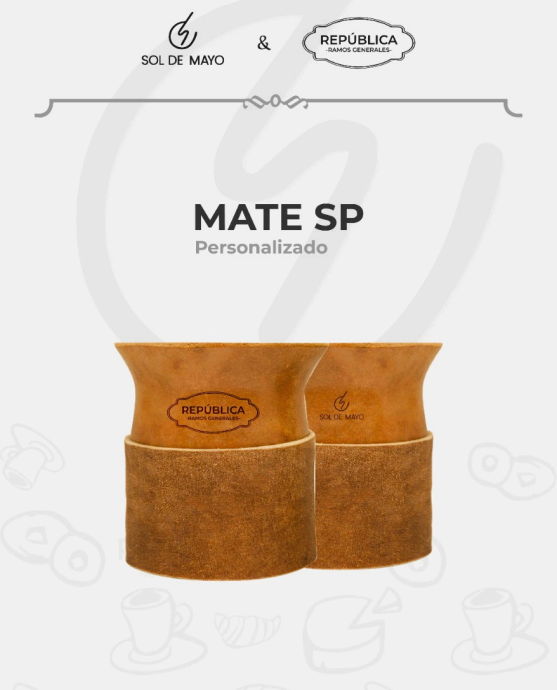 SOL DE MAYO
&
REPÚBLICA
-RAMOS GENERALES-
MATE SP
Personalizado
REPÚBLICA
-RAMOS GENERALES-
SOL DE MAYO